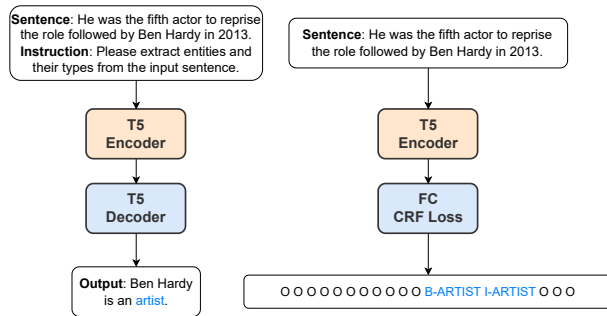 Sentence: He was the fifth actor to reprise
the role followed by Ben Hardy in 2013.
Instruction: Please extract entities and
their types from the input sentence.
T5
Encoder
T5
Decoder
Output: Ben Hardy
is an artist.
Sentence: He was the fifth actor to reprise
the role followed by Ben Hardy in 2013.
T5
Encoder
FC
CRF Loss
O O O O O O O O O O O B-ARTIST I-ARTIST O O O